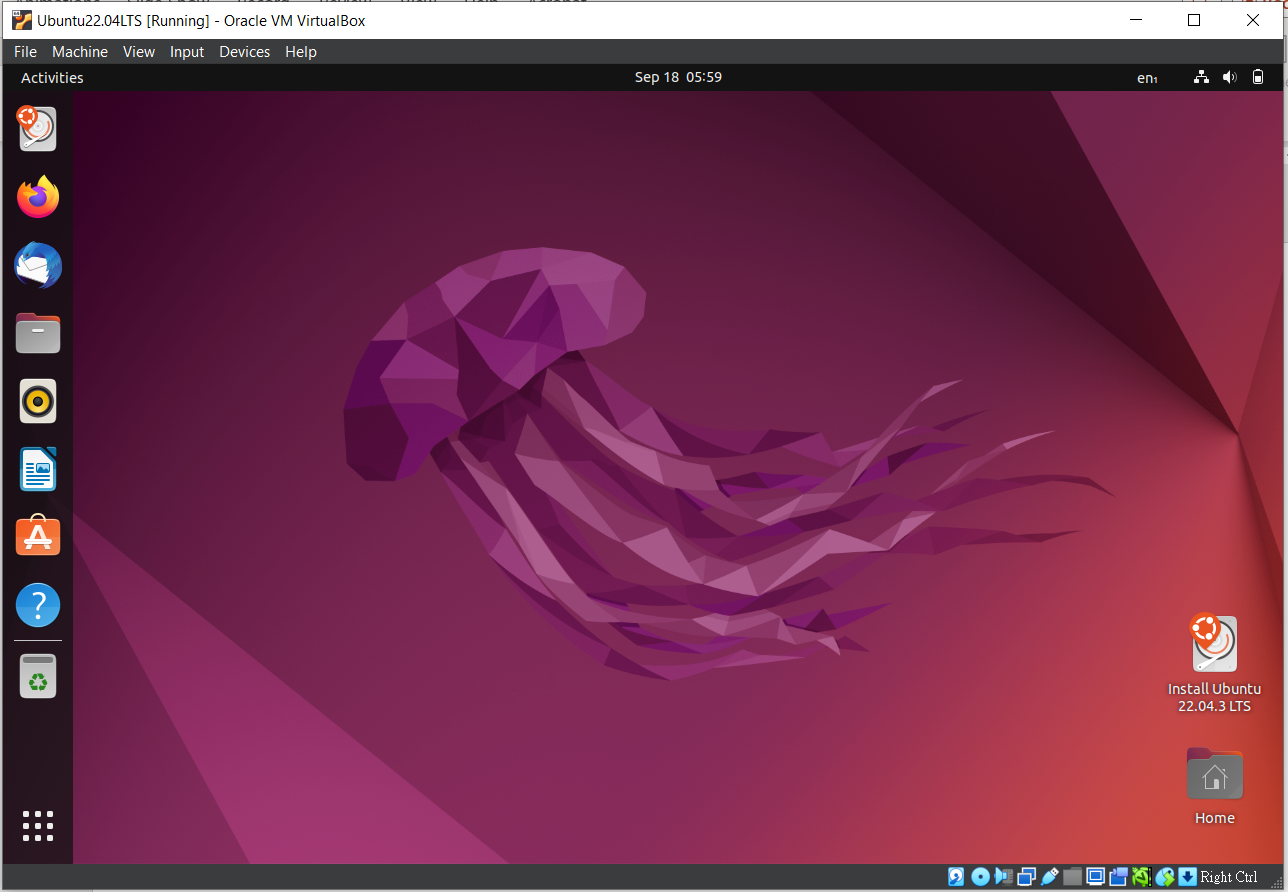 Ubuntu22.04LTS [Running] - Oracle VM VirtualBox
File Machine View Input Devices Help
Activities
Sep 18 05:59
en₁
?
Install Ubuntu
22.04.3 LTS
Home
Right Ctrl